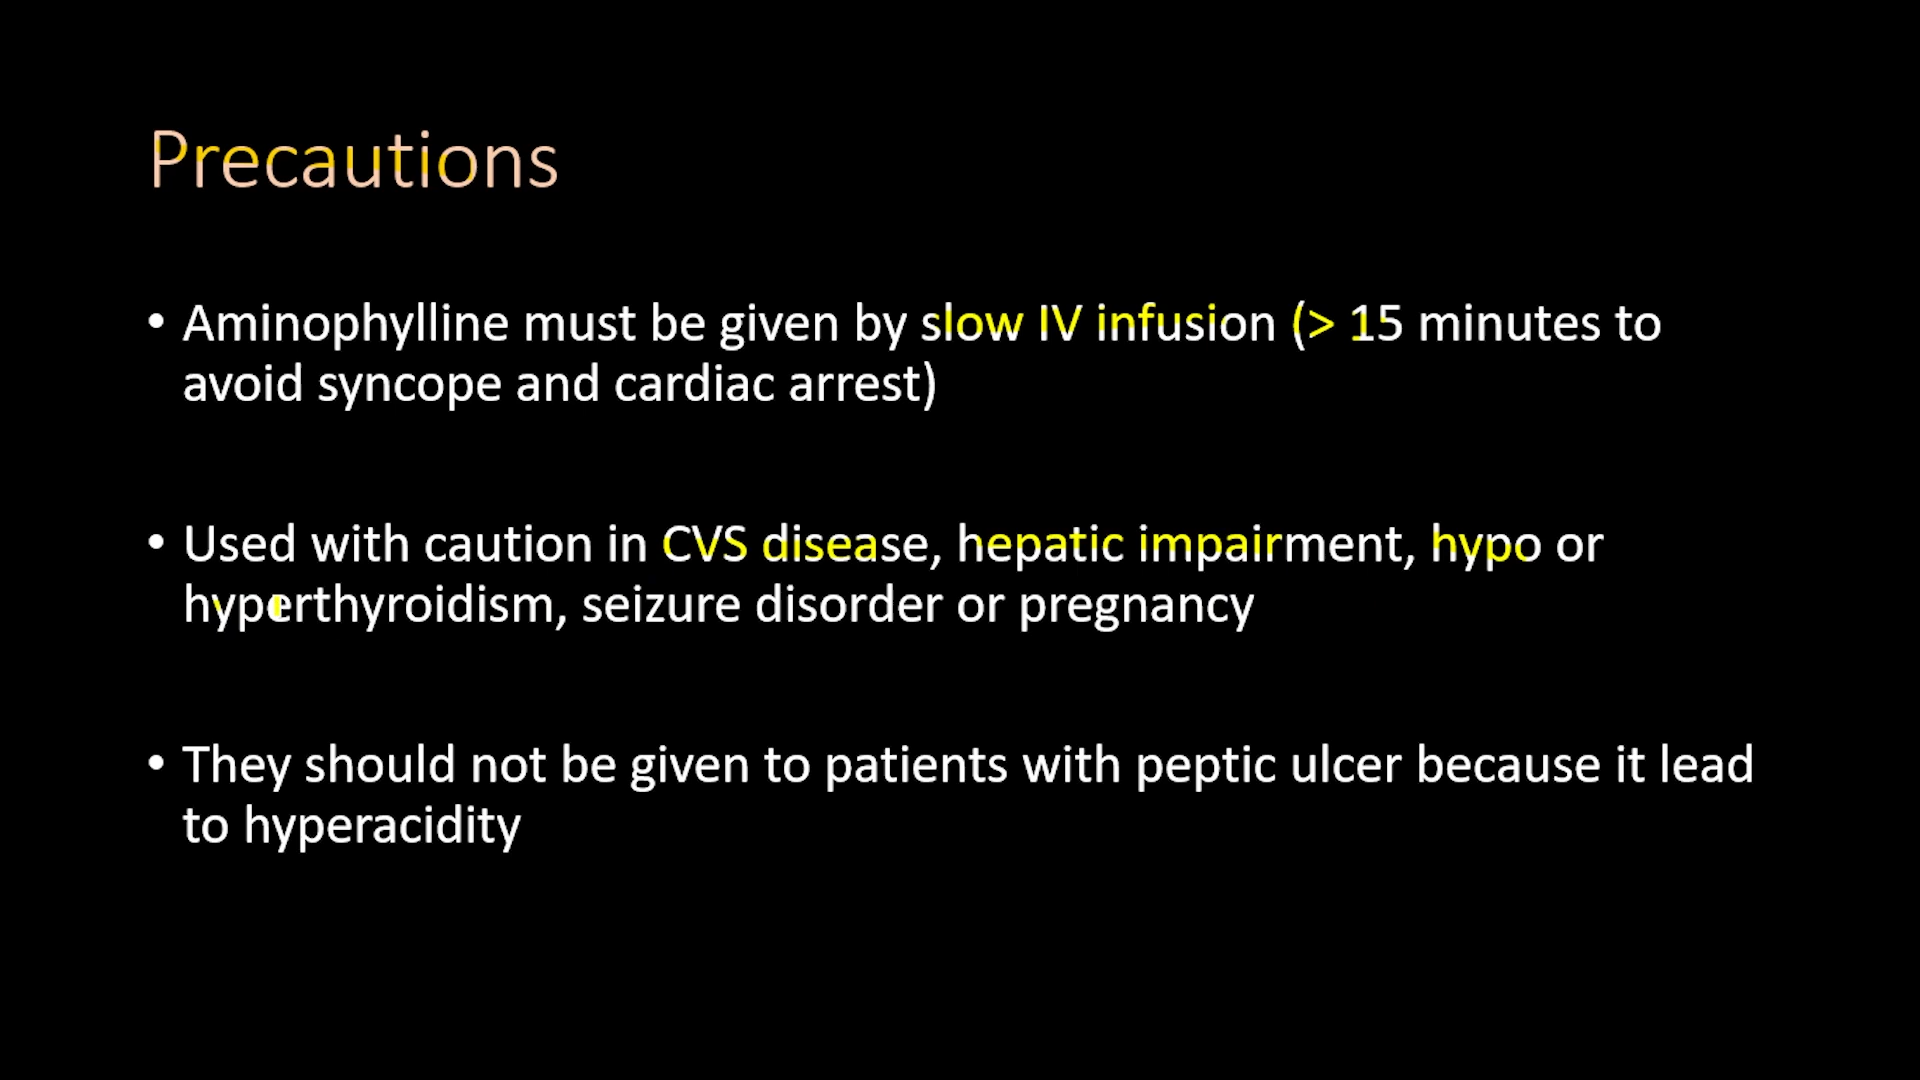 Precautions
• Aminophylline must be given by slow IV infusion (> 15 minutes to
avoid syncope and cardiac arrest)
• Used with caution in CVS disease, hepatic impairment, hypo or
hyperthyroidism, seizure disorder or pregnancy
• They should not be given to patients with peptic ulcer because it lead
to hyperacidity